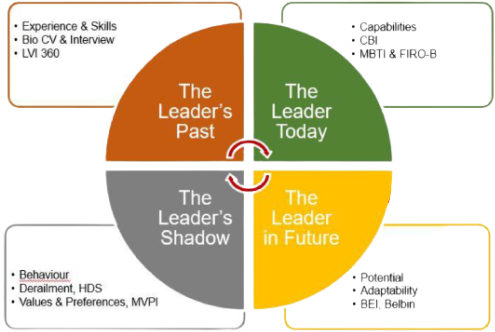 • Experience & Skills
• Bio CV & Interview
• LVI 360
• Capabilities
• CBI
• MBTI & FIRO-B
The
Leader's
Past
The
Leader
Today
The
Leader's
Shadow
The
Leader
in Future
• Behaviour
• Derailment, HDS
• Values & Preferences, MVPI
• Potential
• Adaptability
• BEI, Belbin